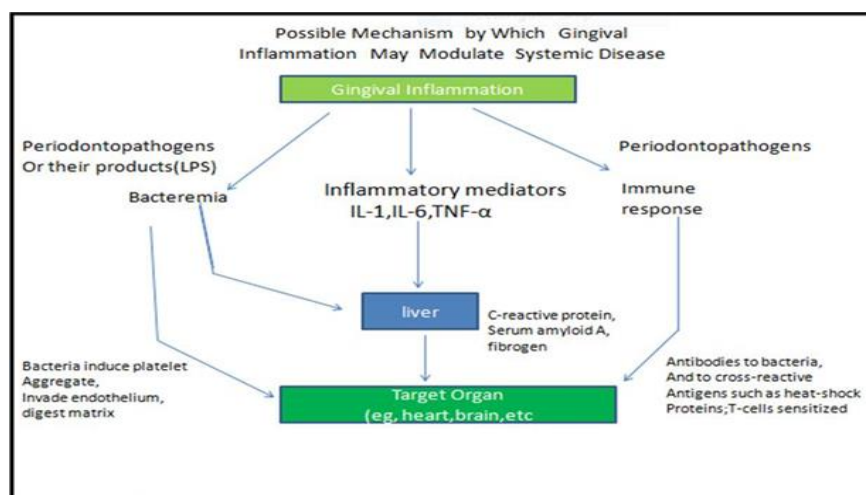 Possible Mechanism by Which Gingival
Inflammation May Modulate Systemic Disease
Gingival Inflammation
Periodontopathogens
Or their products(LPS)
Bacteremia
Inflammatory mediators
IL-1,IL-6,TNF-α
Periodontopathogens
Immune
response
liver
C-reactive protein,
Serum amyloid A,
fibrogen
Bacteria induce platelet
Aggregate,
Invade endothelium,
digest matrix
Target Organ
(eg, heart,brain,etc
Antibodies to bacteria,
And to cross-reactive
Antigens such as heat-shock
Proteins;T-cells sensitized